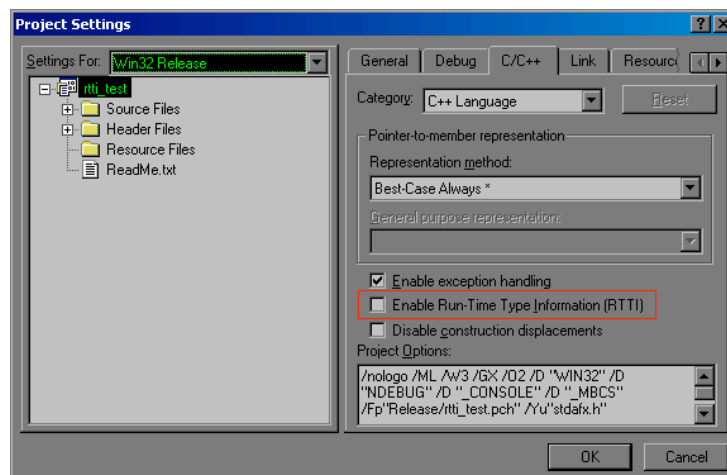 Project Settings
Settings For: Win32 Release
rtti_test
Source Files
Header Files
Resource Files
ReadMe.txt
General Debug C/C++ Link Resourc
Category: C++ Language Reset
Pointer-to-member representation
Representation method:
Best-Case Always *
General purpose representation:
Enable exception handling
Enable Run-Time Type Information (RTTI)
Disable construction displacements
Project Options:
/nologo /ML /W3 /GX /O2 /D "WIN32" /D
"NDEBUG" /D "_CONSOLE" /D "_MBCS"
/Fp"Release/rtti_test.pch" /Yu"stdafx.h"
OK Cancel